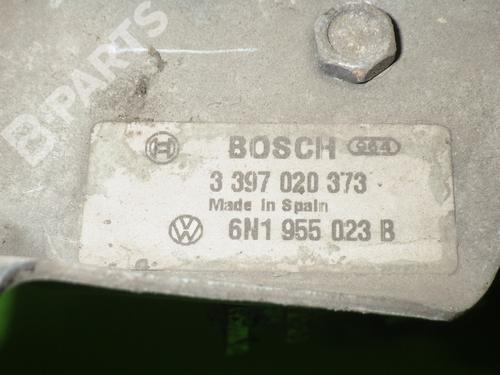 B-PARTS
BOSCH 964
3 397 020 373
Made in Spain
6N1 955 023 B